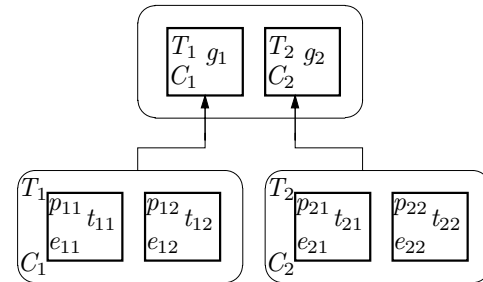 T₁ g₁ T₂ g₂
C₁ C₂
T₁ T₂
p₁₁ p₁₂ p₂₁ p₂₂
t₁₁ t₁₂ t₂₁ t₂₂
e₁₁ e₁₂ e₂₁ e₂₂
C₁ C₂